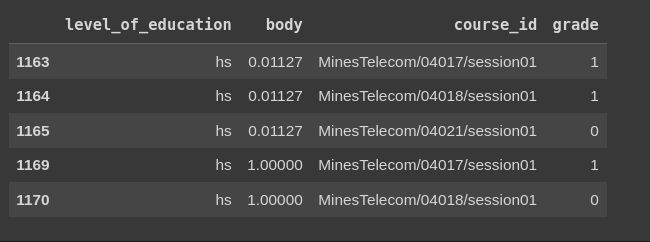 level_of_education body course_id grade
1163 hs 0.01127 MinesTelecom/04017/session01 1
1164 hs 0.01127 MinesTelecom/04018/session01 1
1165 hs 0.01127 MinesTelecom/04021/session01 0
1169 hs 1.00000 MinesTelecom/04017/session01 1
1170 hs 1.00000 MinesTelecom/04018/session01 0